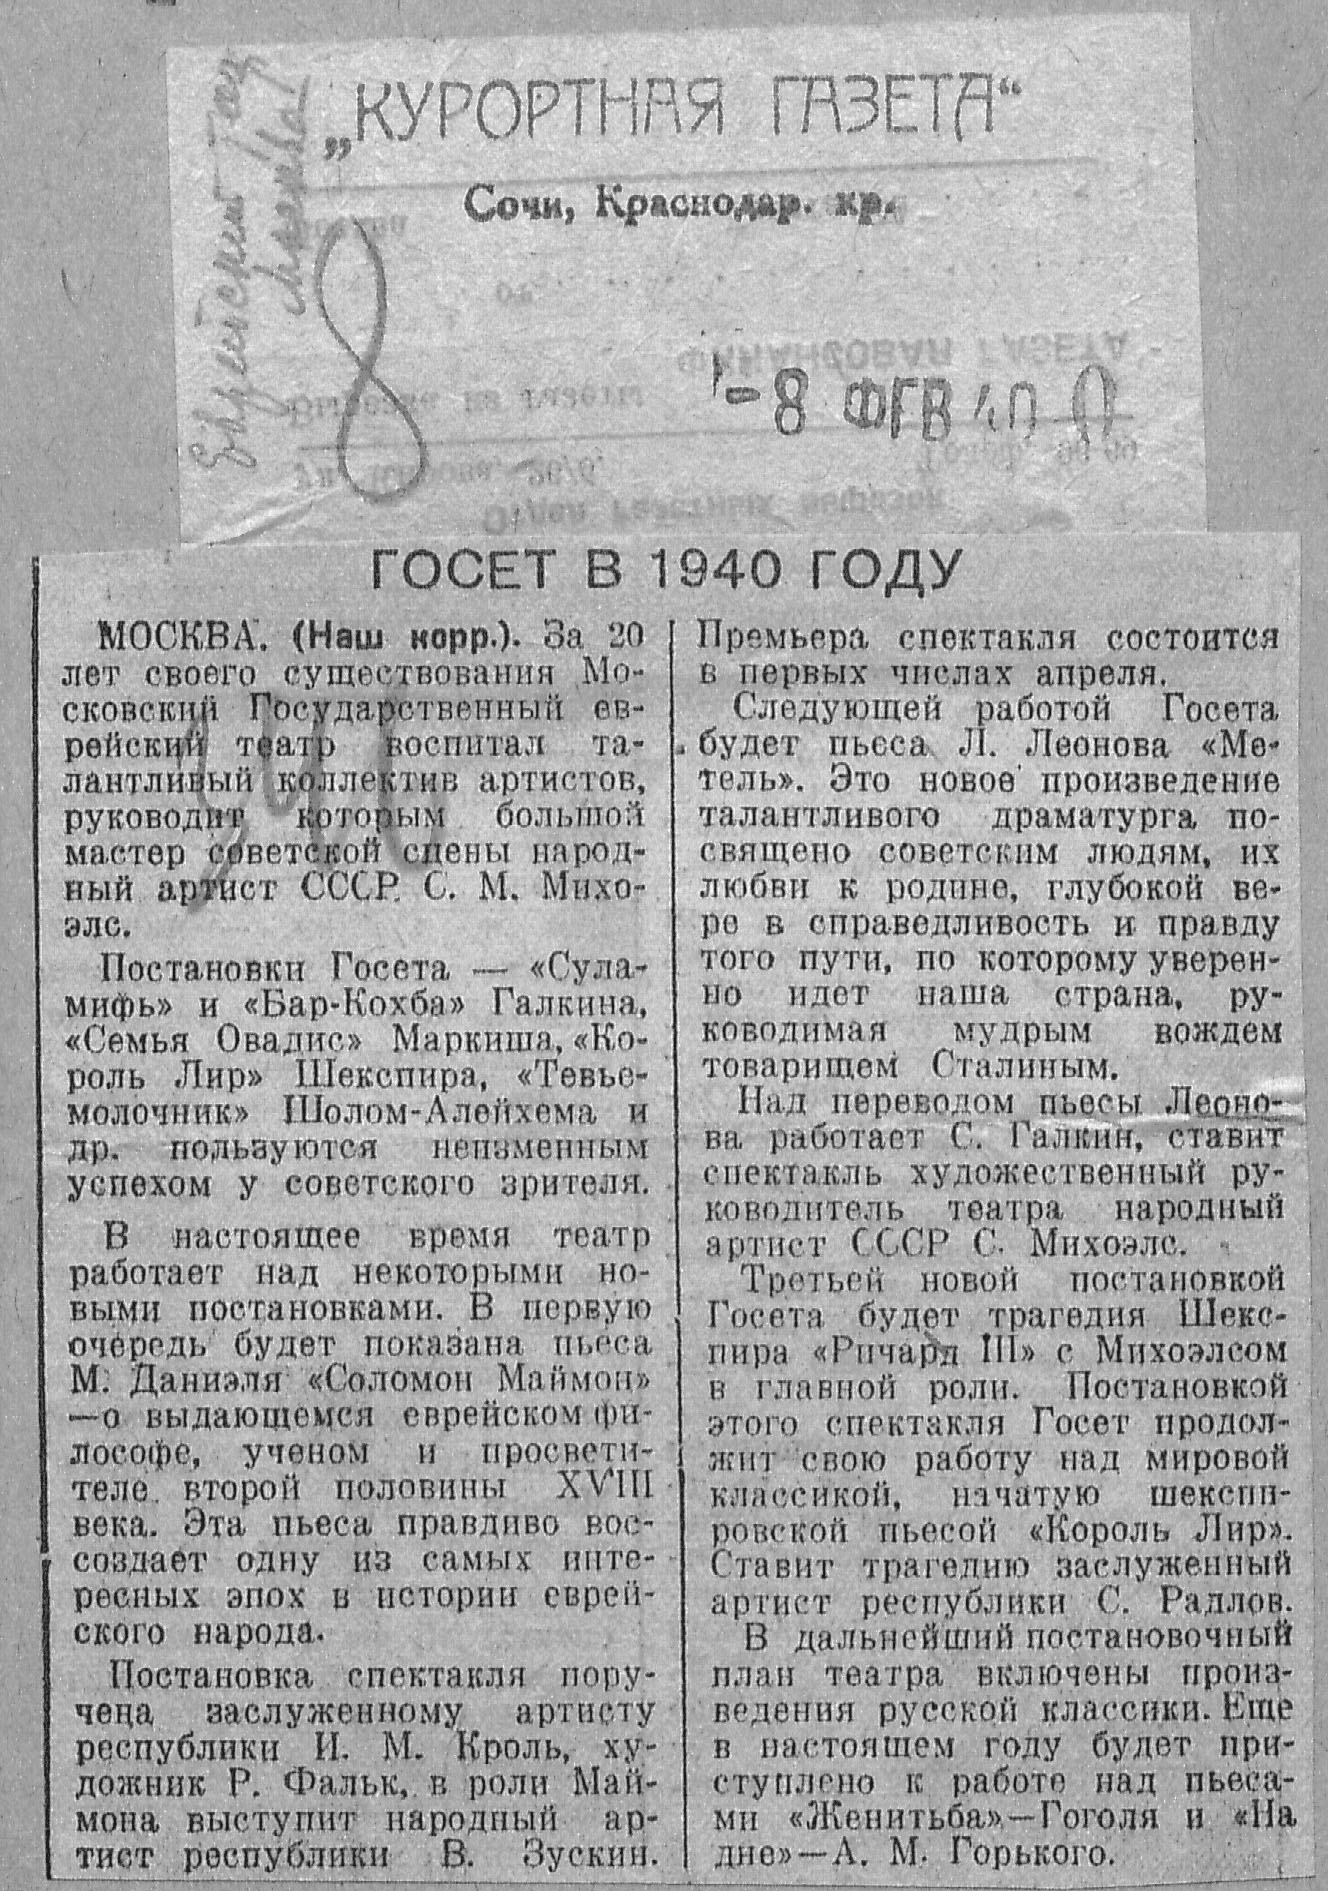 „КУРОРТНАЯ ГАЗЕТА“
Сочи, Краснодар. кр.
8
-8 ФЕВ 40
ГОСЕТ В 1940 ГОДУ
МОСКВА. (Наш корр.). За 20
лет своего существования Мо-
сковский Государственный ев-
рейский театр воспитал та-
лантливый коллектив артистов,
руководит которым большой
мастер советской сцены народ-
ный артист СССР С. М. Михо-
элс.
Постановки Госета — «Сула-
мифь» и «Бар-Кохба» Галкина,
«Семья Овадис» Маркиша, «Ко-
роль Лир» Шекспира, «Тевье-
молочник» Шолом-Алейхема и
др. пользуются неизменным
успехом у советского зрителя.
В настоящее время театр
работает над некоторыми но-
выми постановками. В первую
очередь будет показана пьеса
М. Даниэля «Соломон Маймон»
—о выдающемся еврейском фи-
лософе, ученом и просвети-
теле второй половины XVIII
века. Эта пьеса правдиво вос-
создает одну из самых инте-
ресных эпох в истории еврей-
ского народа.
Постановка спектакля пору-
чена заслуженному артисту
республики И. М. Кроль, ху-
дожник Р. Фальк, в роли Май-
мона выступит народный ар-
тист республики В. Зускин.
Премьера спектакля состоится
в первых числах апреля.
Следующей работой Госета
будет пьеса Л. Леонова «Ме-
тель». Это новое произведение
талантливого драматурга по-
священо советским людям, их
любви к родине, глубокой ве-
ре в справедливость и правду
того пути, по которому уверен-
но идет наша страна, ру-
ководимая мудрым вождем
товарищем Сталиным.
Над переводом пьесы Леоно-
ва работает С. Галкин, ставит
спектакль художественный ру-
ководитель театра народный
артист СССР С. Михоэлс.
Третьей новой постановкой
Госета будет трагедия Шекс-
пира «Ричард III» с Михоэлсом
в главной роли. Постановкой
этого спектакля Госет продол-
жит свою работу над мировой
классикой, начатую шекспи-
ровской пьесой «Король Лир».
Ставит трагедию заслуженный
артист республики С. Радлов.
В дальнейший постановочный
план театра включены произ-
ведения русской классики. Еще
в настоящем году будет при-
ступлено к работе над пьеса-
ми «Женитьба»—Гоголя и «На
дне»—А. М. Горького.